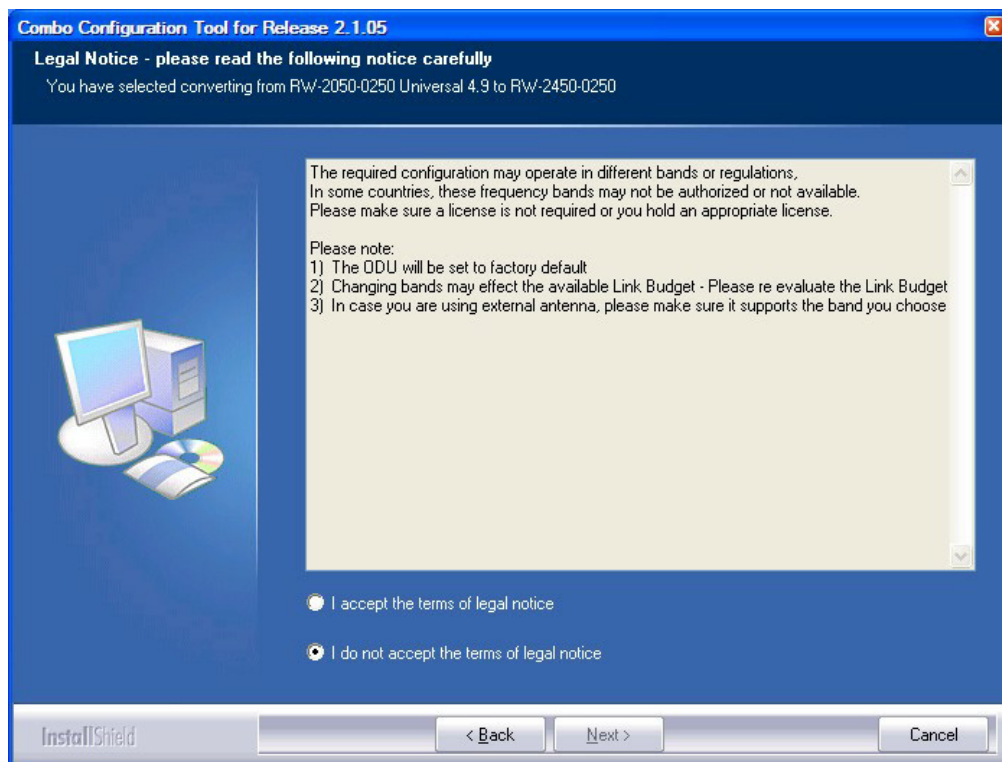 Combo Configuration Tool for Release 2.1.05
Legal Notice - please read the following notice carefully
You have selected converting from RW-2050-0250 Universal 4.9 to RW-2450-0250
The required configuration may operate in different bands or regulations,
In some countries, these frequency bands may not be authorized or not available.
Please make sure a license is not required or you hold an appropriate license.
Please note:
1) The ODU will be set to factory default
2) Changing bands may effect the available Link Budget - Please re evaluate the Link Budget
3) In case you are using external antenna, please make sure it supports the band you choose
I accept the terms of legal notice
I do not accept the terms of legal notice
InstallShield
< Back
Next >
Cancel